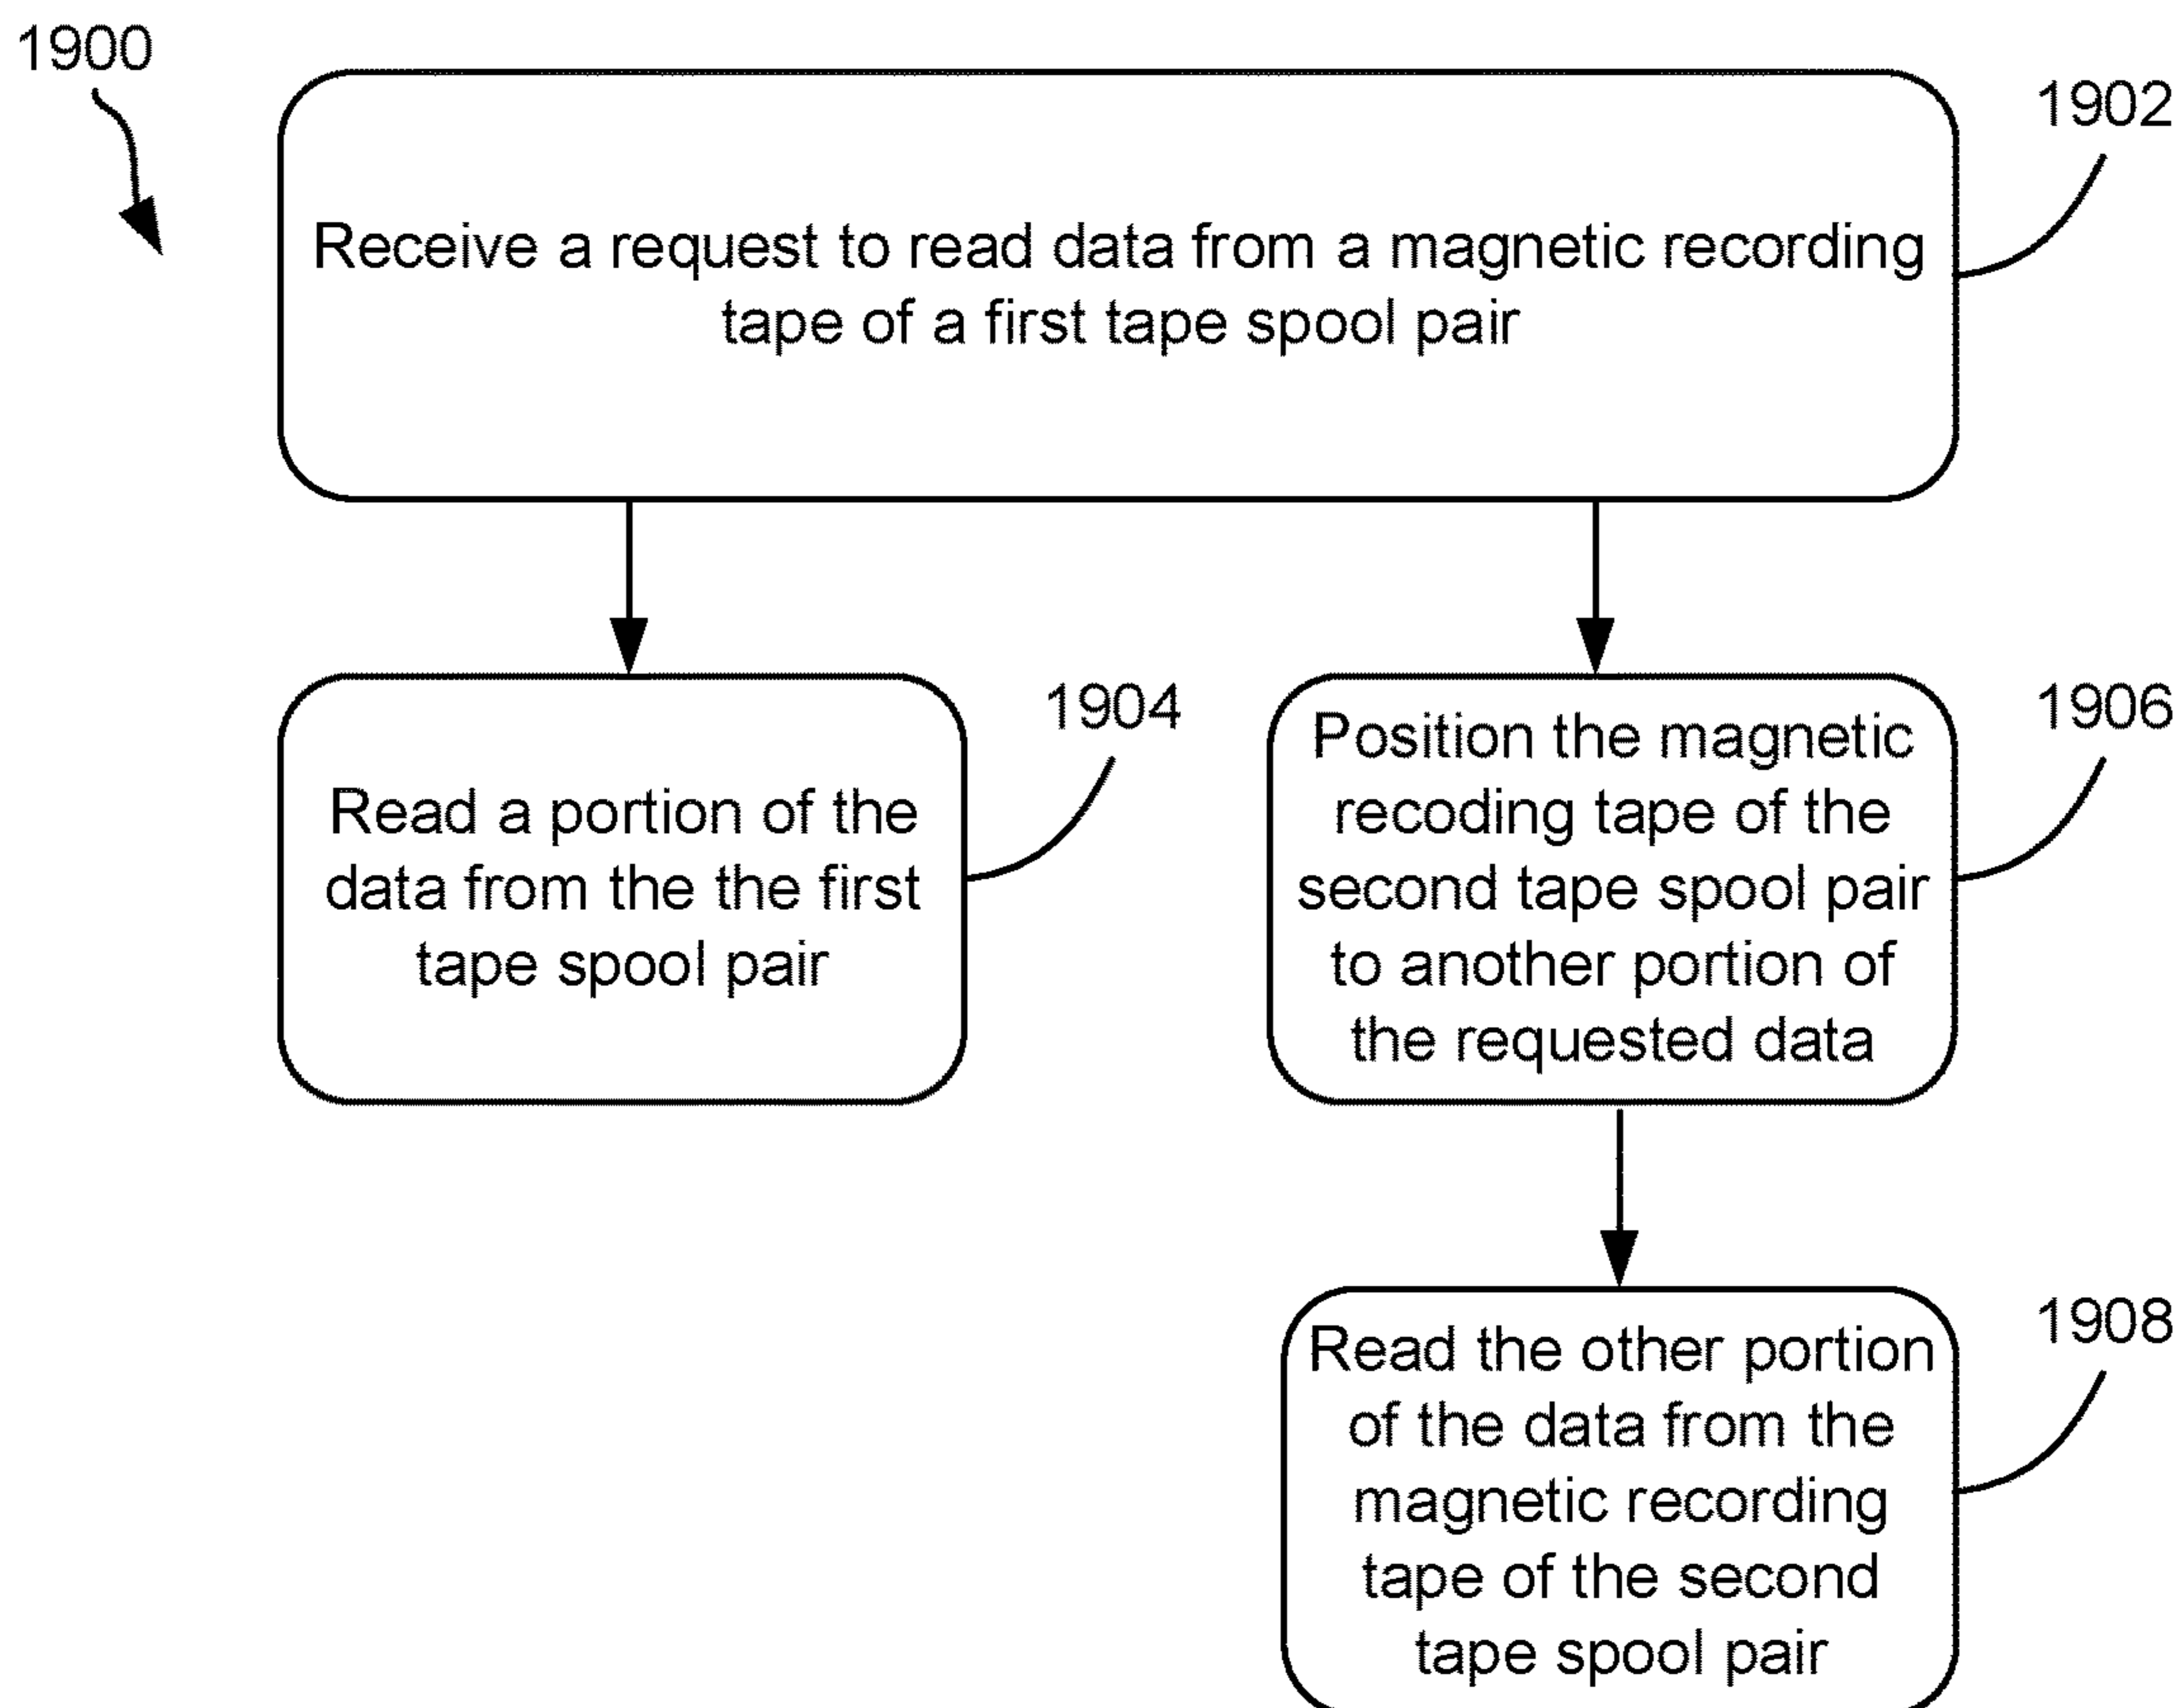 1900
1902
Receive a request to read data from a magnetic recording
tape of a first tape spool pair
1904
Read a portion of the
data from the the first
tape spool pair
1906
Position the magnetic
recoding tape of the
second tape spool pair
to another portion of
the requested data
1908
Read the other portion
of the data from the
magnetic recording
tape of the second
tape spool pair